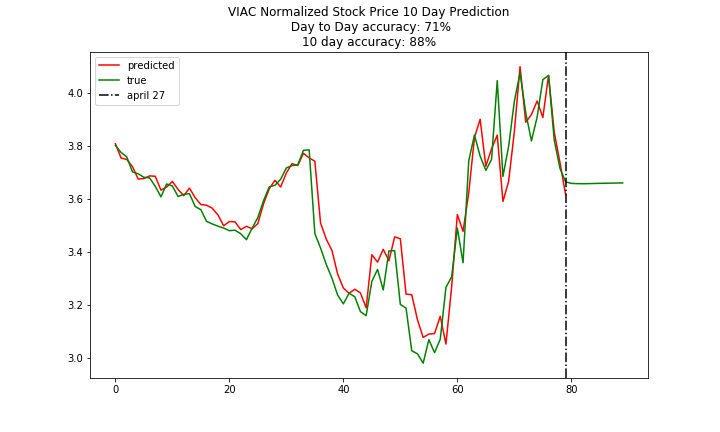 VIAC Normalized Stock Price 10 Day Prediction
Day to Day accuracy: 71%
10 day accuracy: 88%
predicted
true
april 27
4.0
3.8
3.6
3.4
3.2
3.0
0 20 40 60 80